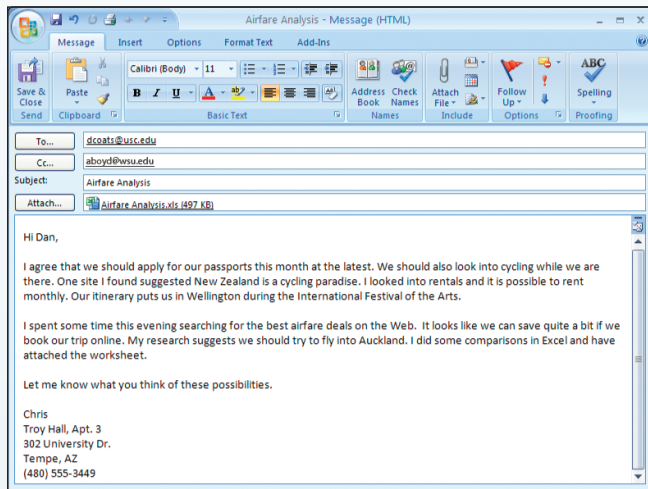 Airfare Analysis - Message (HTML)
Message Insert Options Format Text Add-Ins
Save & Close
Send
Paste
Clipboard
Calibri (Body) 11
B I U A ab
Basic Text
Address Book
Check Names
Names
Attach File
Include
Follow Up
Options
ABC
Spelling
Proofing
To... dcoats@usc.edu
Cc... aboyd@wsu.edu
Subject: Airfare Analysis
Attach... Airfare Analysis.xls (497 KB)
Hi Dan,
I agree that we should apply for our passports this month at the latest. We should also look into cycling while we are
there. One site I found suggested New Zealand is a cycling paradise. I looked into rentals and it is possible to rent
monthly. Our itinerary puts us in Wellington during the International Festival of the Arts.
I spent some time this evening searching for the best airfare deals on the Web. It looks like we can save quite a bit if we
book our trip online. My research suggests we should try to fly into Auckland. I did some comparisons in Excel and have
attached the worksheet.
Let me know what you think of these possibilities.
Chris
Troy Hall, Apt. 3
302 University Dr.
Tempe, AZ
(480) 555-3449